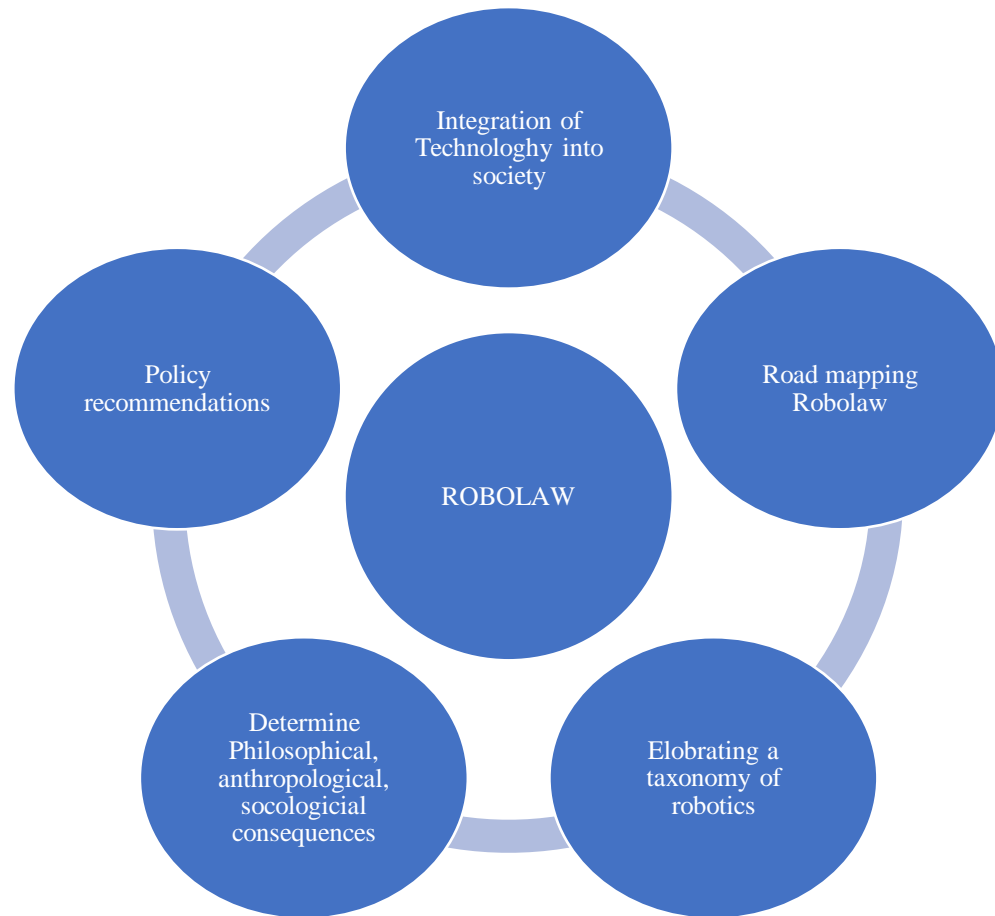 Integration of
Technologhy into
society
Policy
recommendations
Road mapping
Robolaw
ROBOLAW
Determine
Philosophical,
anthropological,
socologicial
consequences
Elobrating a
taxonomy of
robotics